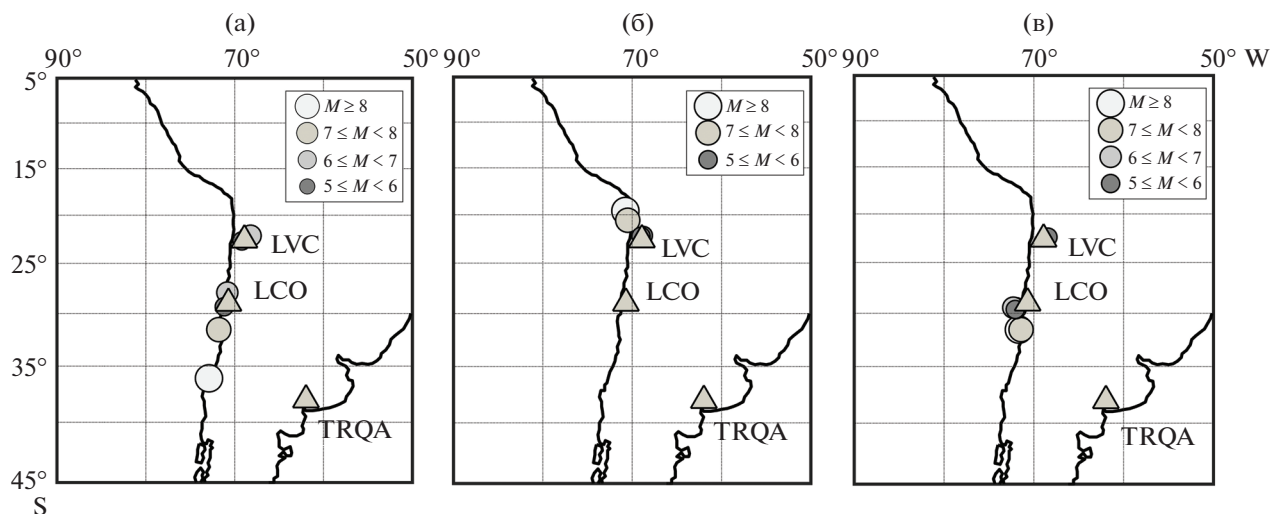 (а) (б) (в)
90° 70° 50° 90° 70° 50° 90° 70° 50° W
5°
15°
25°
35°
45°
S
M ≥ 8
7 ≤ M < 8
6 ≤ M < 7
5 ≤ M < 6
LVC
LCO
TRQA
M ≥ 8
7 ≤ M < 8
5 ≤ M < 6
LVC
LCO
TRQA
M ≥ 8
7 ≤ M < 8
6 ≤ M < 7
5 ≤ M < 6
LVC
LCO
TRQA